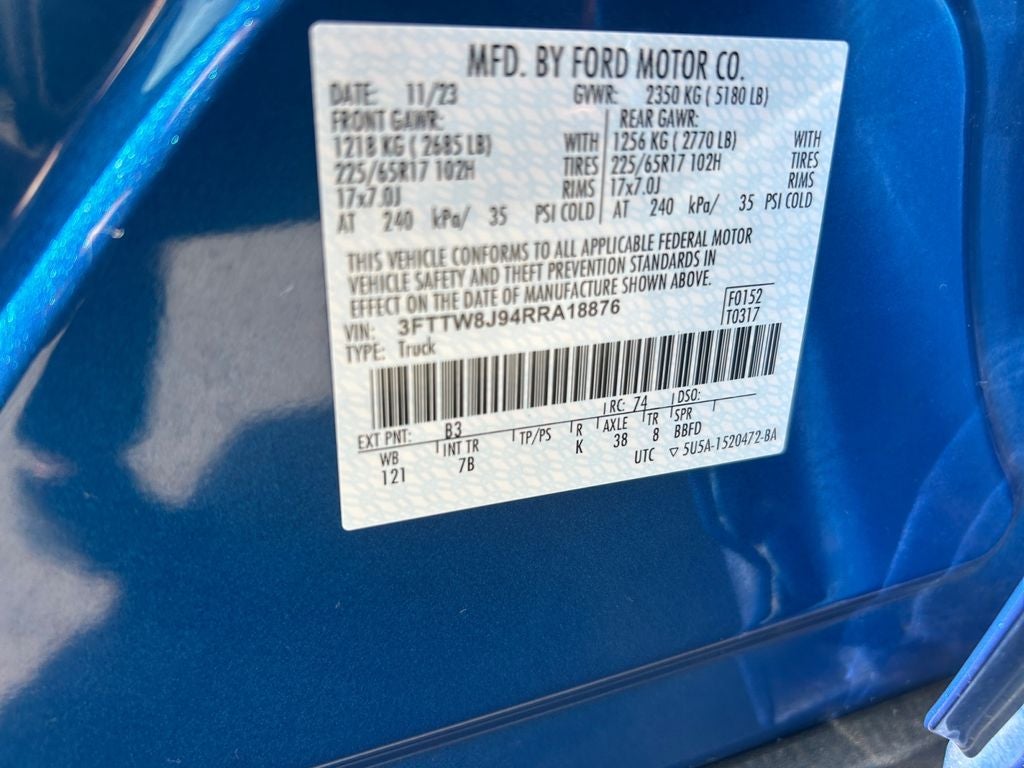 MFD. BY FORD MOTOR CO.
DATE: 11/23 GVWR: 2350 KG ( 5180 LB)
FRONT GAWR: REAR GAWR:
1218 KG ( 2685 LB) WITH 1256 KG ( 2770 LB) WITH
225/65R17 102H TIRES 225/65R17 102H TIRES
17x7.0J RIMS 17x7.0J RIMS
AT 240 kPa/ 35 PSI COLD AT 240 kPa/ 35 PSI COLD
THIS VEHICLE CONFORMS TO ALL APPLICABLE FEDERAL MOTOR
VEHICLE SAFETY AND THEFT PREVENTION STANDARDS IN
EFFECT ON THE DATE OF MANUFACTURE SHOWN ABOVE.
VIN: 3FTTW8J94RRA18876 F0152
TYPE: Truck T0317
EXT PNT: B3 RC: 74 DSO:
WB INT TR TP/PS R AXLE TR SPR
121 7B K 38 8 BBFD
UTC ▽ 5U5A-1520472-BA